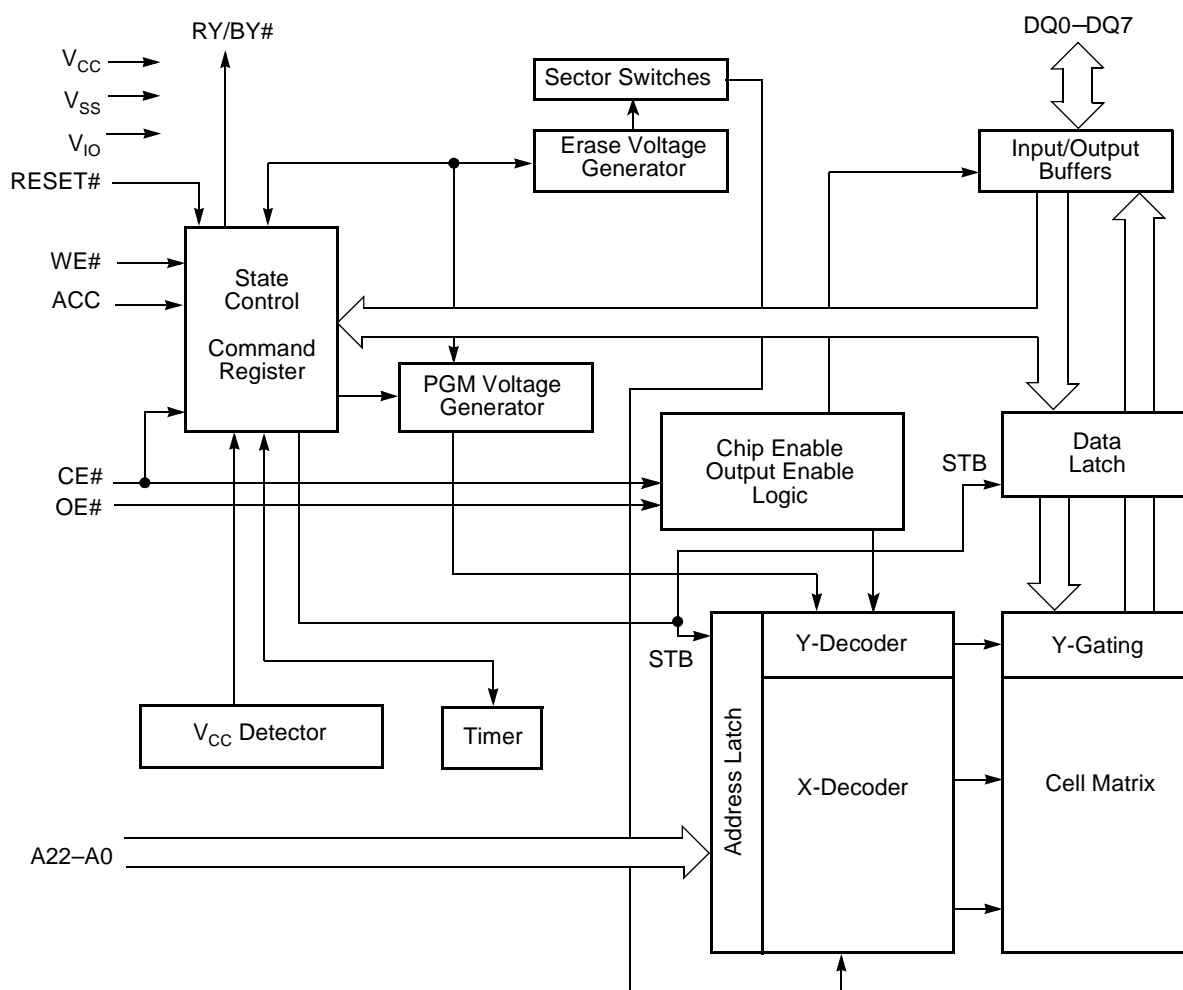 RY/BY#
DQ0–DQ7
VCC
VSS
VIO
RESET#
WE#
ACC
CE#
OE#
A22–A0
Sector Switches
Erase Voltage
Generator
Input/Output
Buffers
State
Control
Command
Register
PGM Voltage
Generator
Chip Enable
Output Enable
Logic
STB
Data
Latch
STB
Y-Decoder
Y-Gating
VCC Detector
Timer
Address Latch
X-Decoder
Cell Matrix